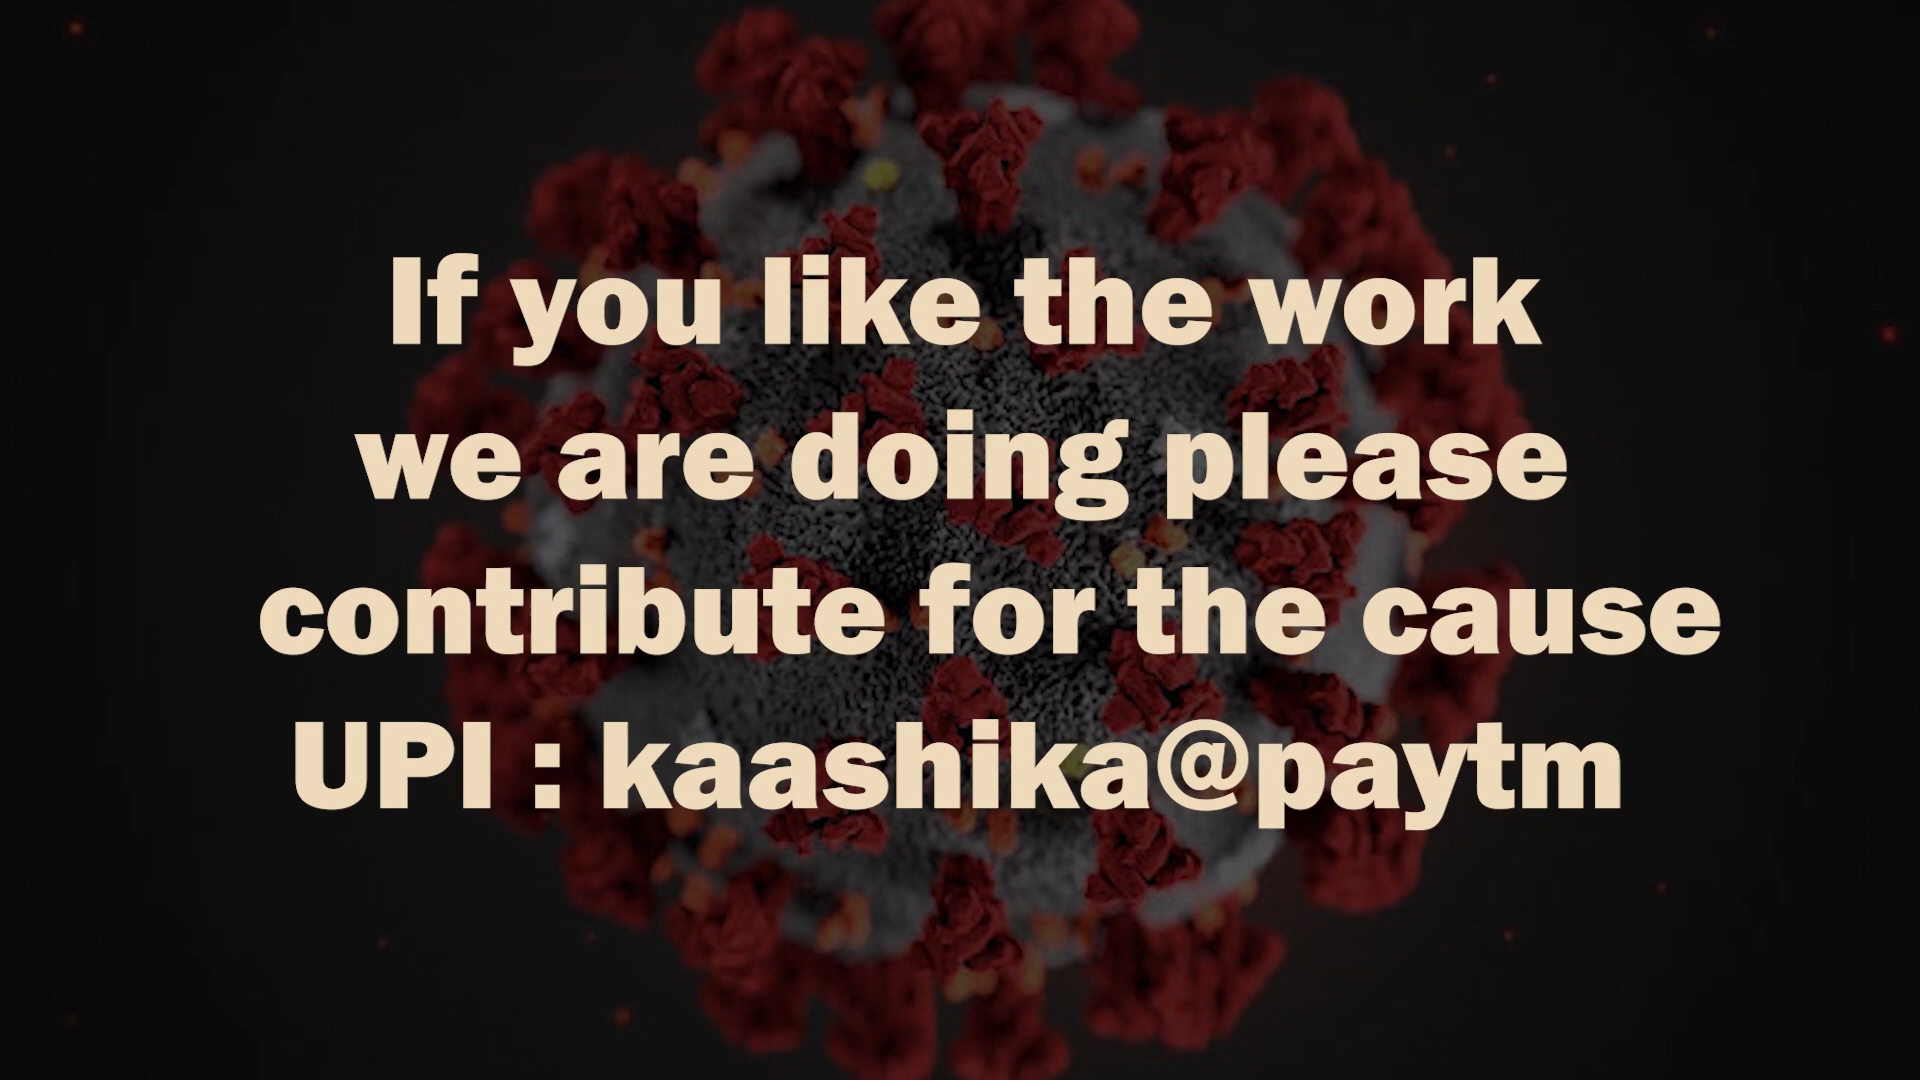 If you like the work
we are doing please
contribute for the cause
UPI : kaashika@paytm